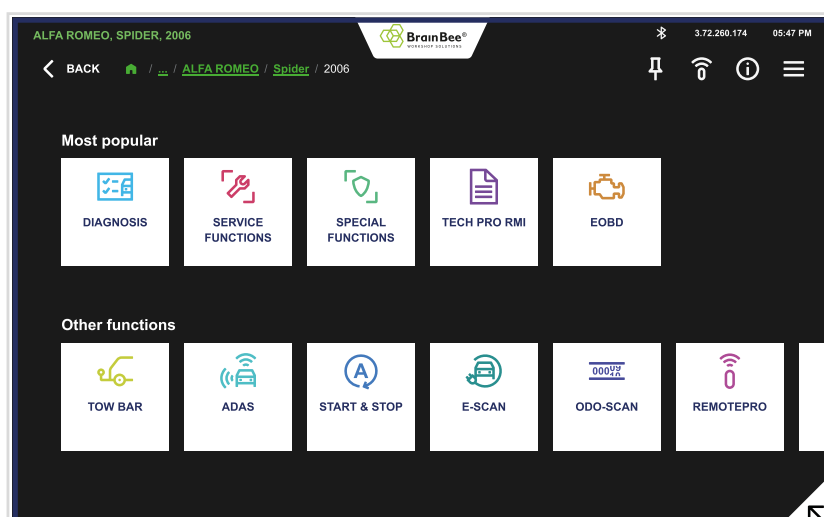 ALFA ROMEO, SPIDER, 2006
BrainBee®
WORKSHOP SOLUTIONS
3.72.260.174
05:47 PM
BACK / ... / ALFA ROMEO / Spider / 2006
Most popular
DIAGNOSIS
SERVICE
FUNCTIONS
SPECIAL
FUNCTIONS
TECH PRO RMI
EOBD
Other functions
TOW BAR
A
ADAS
START & STOP
E-SCAN
ODO-SCAN
REMOTEPRO